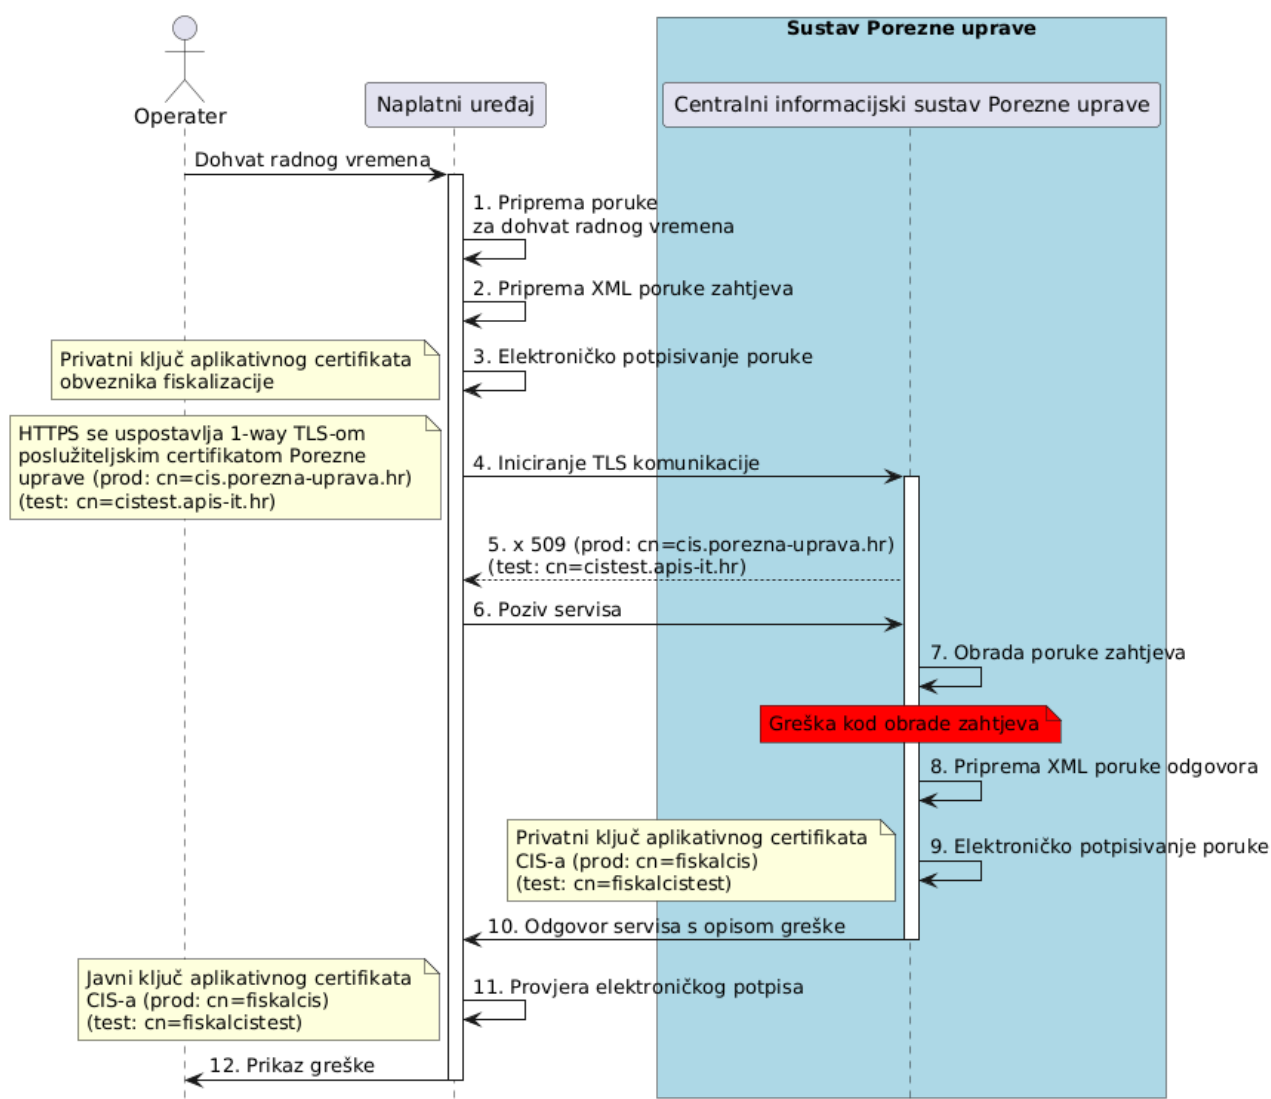 Sustav Porezne uprave
Operater
Naplatni uređaj
Centralni informacijski sustav Porezne uprave
Dohvat radnog vremena
1. Priprema poruke
za dohvat radnog vremena
2. Priprema XML poruke zahtjeva
Privatni ključ aplikativnog certifikata
obveznika fiskalizacije
3. Elektroničko potpisivanje poruke
HTTPS se uspostavlja 1-way TLS-om
poslužiteljskim certifikatom Porezne
uprave (prod: cn=cis.porezna-uprava.hr)
(test: cn=cistest.apis-it.hr)
4. Iniciranje TLS komunikacije
5. x 509 (prod: cn=cis.porezna-uprava.hr)
(test: cn=cistest.apis-it.hr)
6. Poziv servisa
7. Obrada poruke zahtjeva
Greška kod obrade zahtjeva
8. Priprema XML poruke odgovora
Privatni ključ aplikativnog certifikata
CIS-a (prod: cn=fiskalcis)
(test: cn=fiskalcistest)
9. Elektroničko potpisivanje poruke
10. Odgovor servisa s opisom greške
Javni ključ aplikativnog certifikata
CIS-a (prod: cn=fiskalcis)
(test: cn=fiskalcistest)
11. Provjera elektroničkog potpisa
12. Prikaz greške